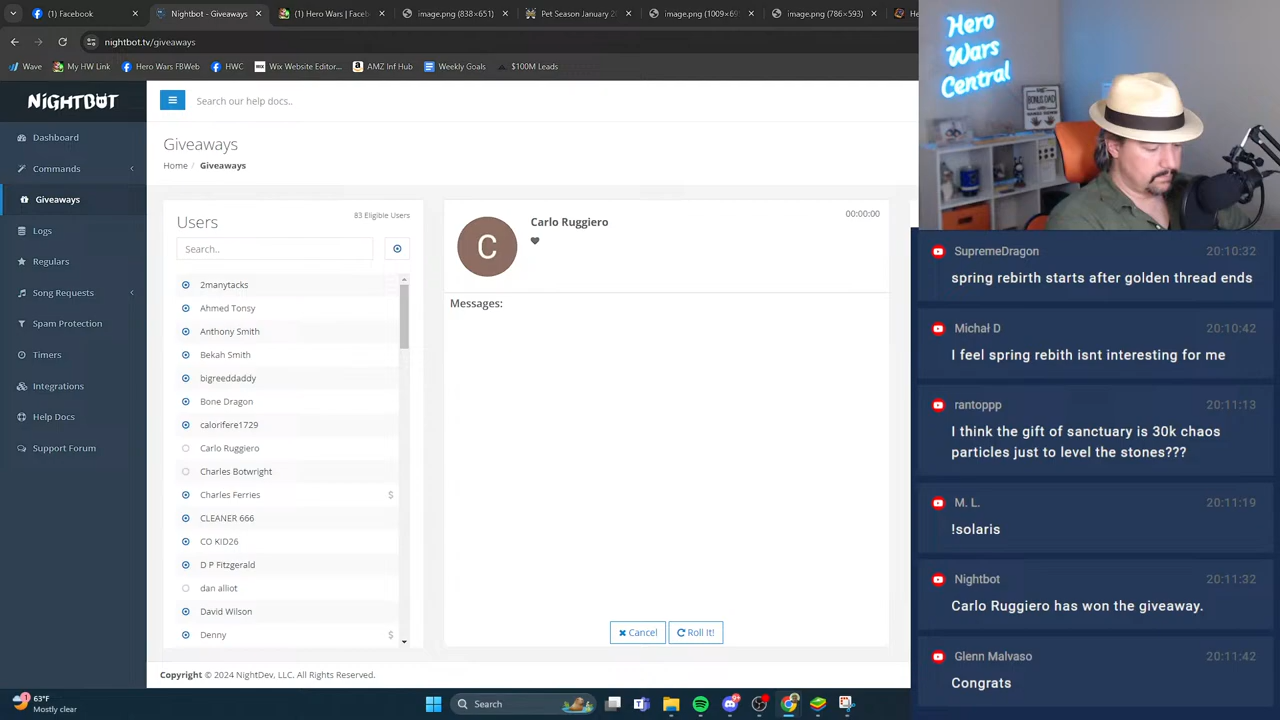 Nightbot - Giveaways
(1) Hero Wars | Faceb
image.png (838×651)
Pet Season January 2
image.png (1009×69
image.png (786×593)
nightbot.tv/giveaways
Wave
My HW Link
Hero Wars FBWeb
HWC
Wix Website Editor...
AMZ Inf Hub
Weekly Goals
$100M Leads
Hero
Wars
Central
BONUS DAD
NIGHTBOT
Search our help docs..
Dashboard
Commands
Giveaways
Logs
Regulars
Song Requests
Spam Protection
Timers
Integrations
Help Docs
Support Forum
Giveaways
Home / Giveaways
Users
83 Eligible Users
Search..
2manytacks
Ahmed Tonsy
Anthony Smith
Bekah Smith
bigreeddaddy
Bone Dragon
calorifere1729
Carlo Ruggiero
Charles Botwright
Charles Ferries $
CLEANER 666
CO KID26
D P Fitzgerald
dan alliot
David Wilson
Denny $
C
Carlo Ruggiero
00:00:00
Messages:
Cancel
Roll It!
Copyright © 2024 NightDev, LLC. All Rights Reserved.
SupremeDragon 20:10:32
spring rebirth starts after golden thread ends
Michał D 20:10:42
I feel spring rebith isnt interesting for me
rantoppp 20:11:13
I think the gift of sanctuary is 30k chaos
particles just to level the stones???
M. L. 20:11:19
!solaris
Nightbot 20:11:32
Carlo Ruggiero has won the giveaway.
Glenn Malvaso 20:11:42
Congrats
63°F
Mostly clear
Search